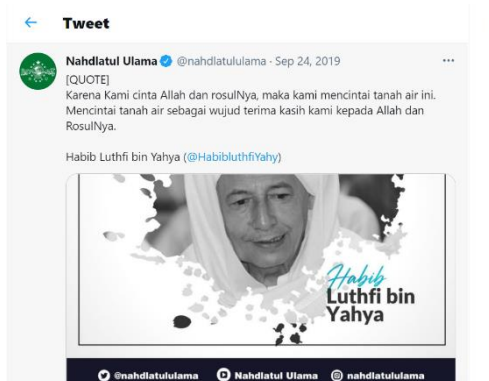 Tweet
Nahdlatul Ulama @nahdlatululama · Sep 24, 2019
[QUOTE]
Karena Kami cinta Allah dan rosulNya, maka kami mencintai tanah air ini.
Mencintai tanah air sebagai wujud terima kasih kami kepada Allah dan
RosulNya.
Habib Luthfi bin Yahya (@HabibluthfiYahy)
Habib
Luthfi bin
Yahya
@nahdlatululama Nahdlatul Ulama nahdlatululama